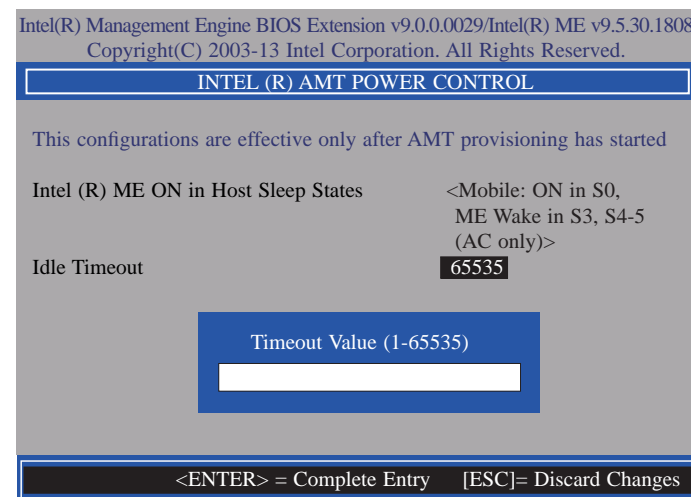 Intel(R) Management Engine BIOS Extension v9.0.0.0029/Intel(R) ME v9.5.30.1808
Copyright(C) 2003-13 Intel Corporation. All Rights Reserved.
INTEL (R) AMT POWER CONTROL
This configurations are effective only after AMT provisioning has started
Intel (R) ME ON in Host Sleep States <Mobile: ON in S0,
ME Wake in S3, S4-5
(AC only)>
Idle Timeout 65535
Timeout Value (1-65535)
<ENTER> = Complete Entry [ESC]= Discard Changes